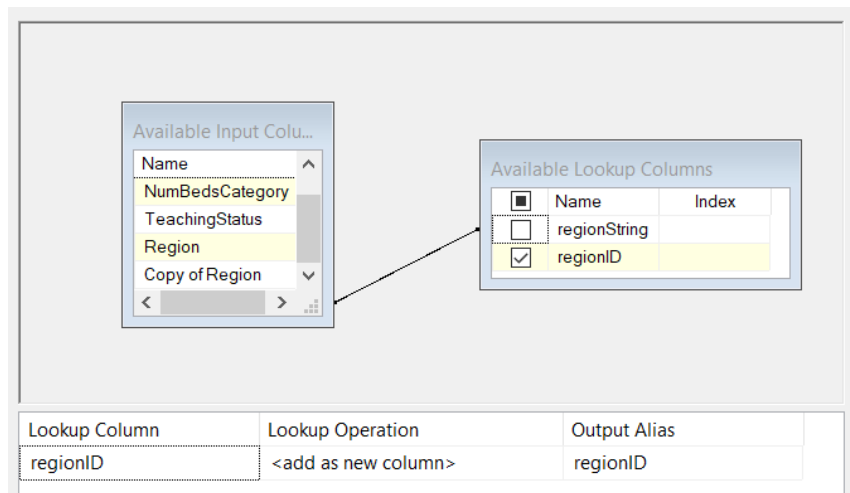 Available Input Colu...
Name
NumBedsCategory
TeachingStatus
Region
Copy of Region
Available Lookup Columns
Name Index
regionString
regionID
Lookup Column Lookup Operation Output Alias
regionID <add as new column> regionID